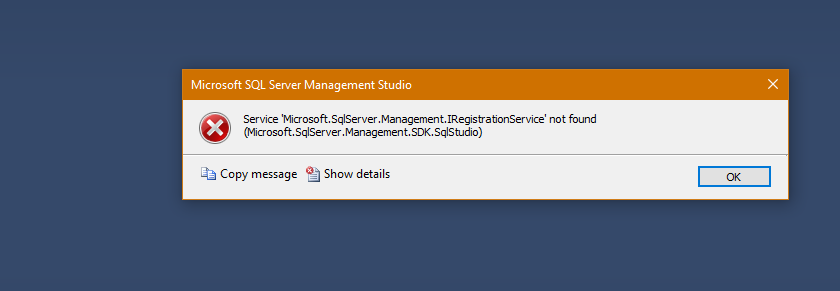 Microsoft SQL Server Management Studio
Service 'Microsoft.SqlServer.Management.IRegistrationService' not found
(Microsoft.SqlServer.Management.SDK.SqlStudio)
Copy message Show details OK